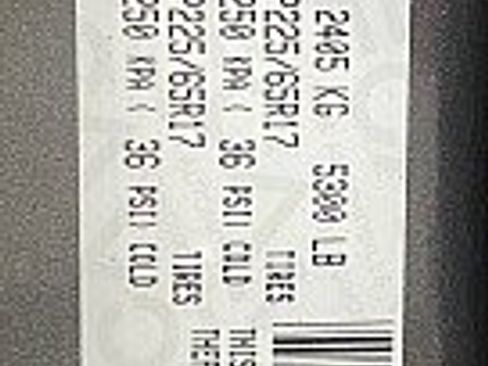 2405 KG 5300 LB
P225/65R17 TIRES
250 KPA ( 36 PSI) COLD
P225/65R17 TIRES
250 KPA ( 36 PSI) COLD
THIS